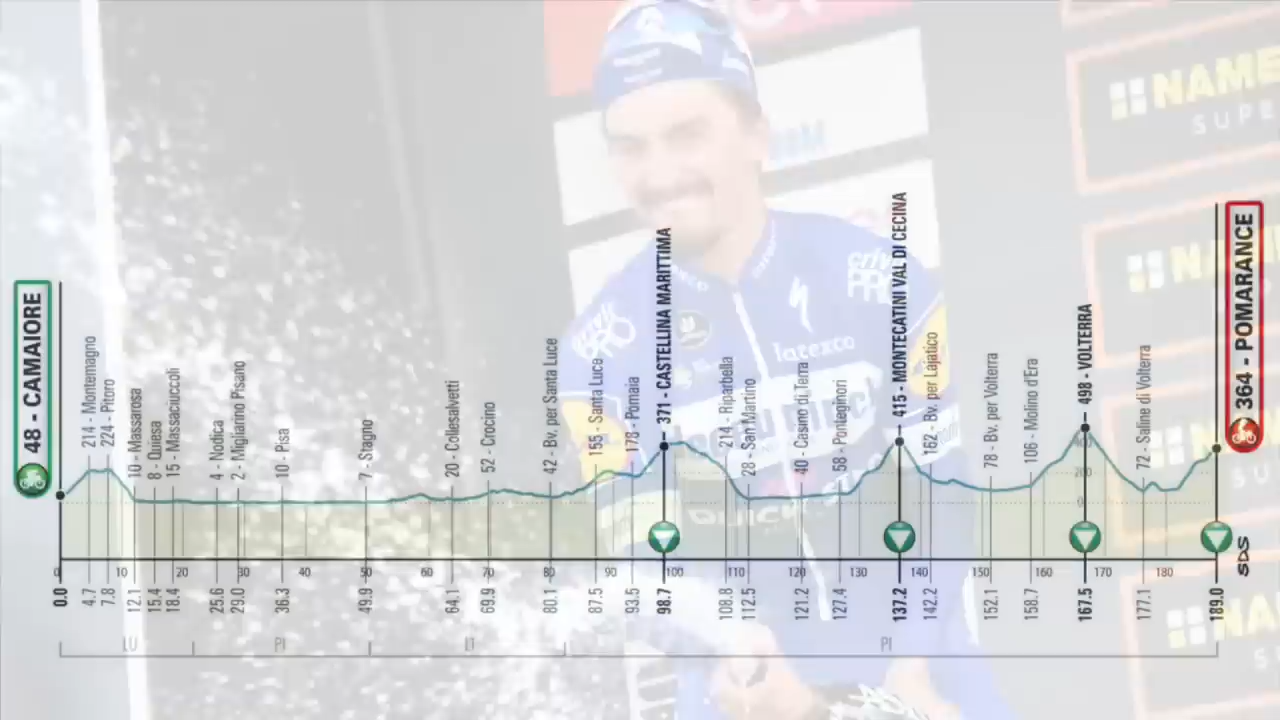 48 - CAMAIORE
214 - Montemagno
224 - Pitoro
10 - Massarosa
8 - Quiesa
15 - Massaciuccoli
4 - Nodica
2 - Migliarino Pisano
10 - Pisa
7 - Stagno
20 - Collesalvetti
52 - Crocino
42 - Bv. per Santa Luce
155 - Santa Luce
178 - Pomaia
371 - CASTELLINA MARITTIMA
214 - Riparbella
28 - San Martino
40 - Casino di Terra
58 - Ponteginori
415 - MONTECATINI VAL DI CECINA
162 - Bv. per Lajatico
78 - Bv. per Volterra
106 - Molino d'Era
498 - VOLTERRA
72 - Saline di Volterra
364 - POMARANCE
NAME
SUPE
latexco
400
200
0
QUICK
SDS
0 10 20 30 40 50 60 70 80 90 100 110 120 130 140 150 160 170 180
0.0 4.7 7.8 12.1 15.4 18.4 25.6 29.0 36.3 49.9 64.1 69.9 80.1 87.5 93.5 98.7 108.8 112.5 121.2 127.4 137.2 142.2 152.1 158.7 167.5 177.1 189.0
LU PI LI PI